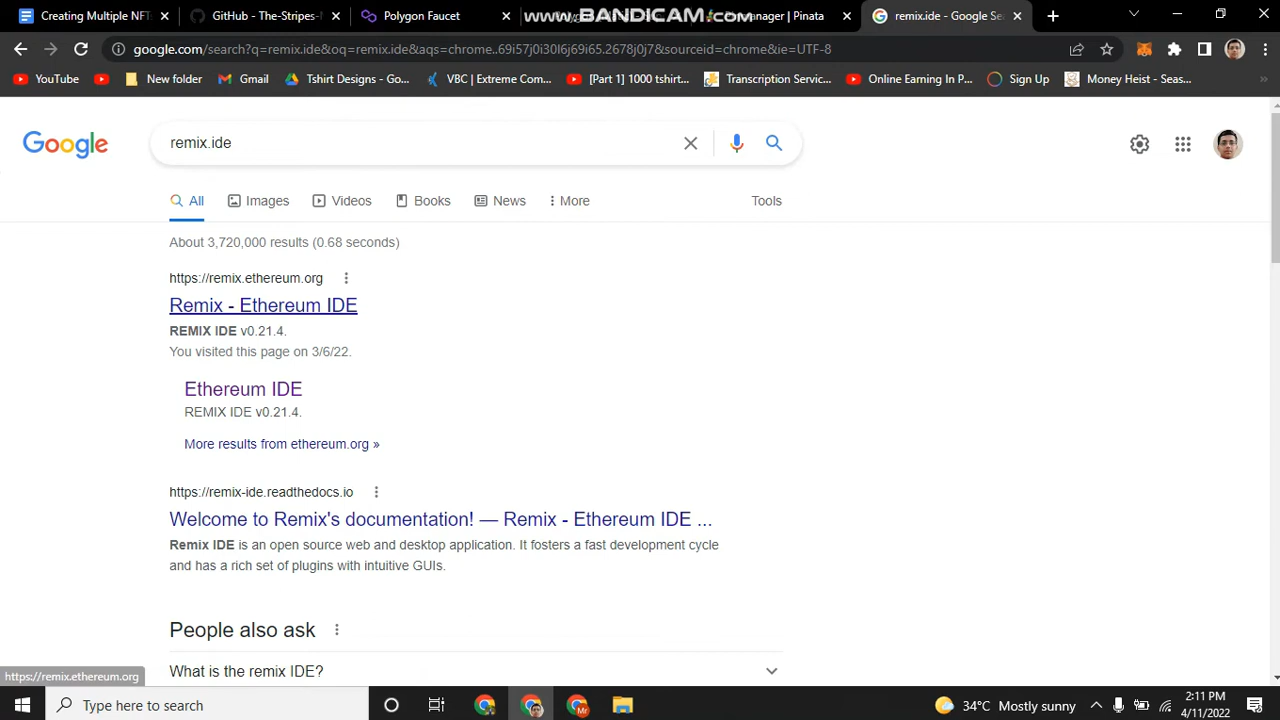 Creating Multiple NFTs
GitHub - The-Stripes-
Polygon Faucet
www.BANDICAM.com
Pin Manager | Pinata
remix.ide - Google Se
google.com/search?q=remix.ide&oq=remix.ide&aqs=chrome..69i57j0i30l6j69i65.2678j0j7&sourceid=chrome&ie=UTF-8
YouTube
New folder
Gmail
Tshirt Designs - Go...
VBC | Extreme Com...
[Part 1] 1000 tshirt...
Transcription Servic...
Online Earning In P...
Sign Up
Money Heist - Seas...
»
Google
remix.ide
All
Images
Videos
Books
News
More
Tools
About 3,720,000 results (0.68 seconds)
https://remix.ethereum.org
Remix - Ethereum IDE
REMIX IDE v0.21.4.
You visited this page on 3/6/22.
Ethereum IDE
REMIX IDE v0.21.4.
More results from ethereum.org »
https://remix-ide.readthedocs.io
Welcome to Remix's documentation! — Remix - Ethereum IDE ...
Remix IDE is an open source web and desktop application. It fosters a fast development cycle
and has a rich set of plugins with intuitive GUIs.
People also ask
What is the remix IDE?
https://remix.ethereum.org
Type here to search
34°C Mostly sunny
2:11 PM
4/11/2022